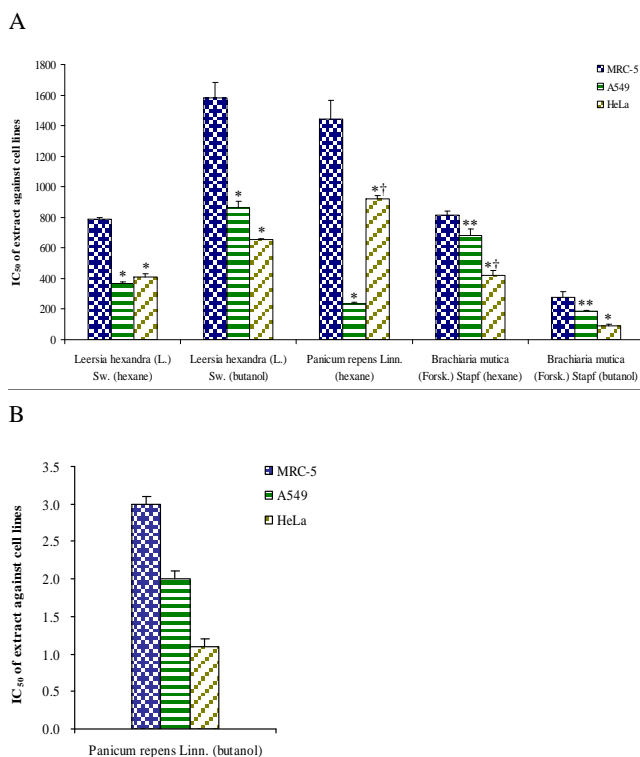 A
MRC-5
A549
HeLa
IC50 of extract against cell lines
1800
1600
1400
1200
1000
800
600
400
200
0
* *
* *
* *†
** *†
** *
Leersia hexandra (L.) Sw. (hexane)
Leersia hexandra (L.) Sw. (butanol)
Panicum repens Linn. (hexane)
Brachiaria mutica (Forsk.) Stapf (hexane)
Brachiaria mutica (Forsk.) Stapf (butanol)
B
MRC-5
A549
HeLa
IC50 of extract against cell lines
3.5
3.0
2.5
2.0
1.5
1.0
0.5
0.0
Panicum repens Linn. (butanol)